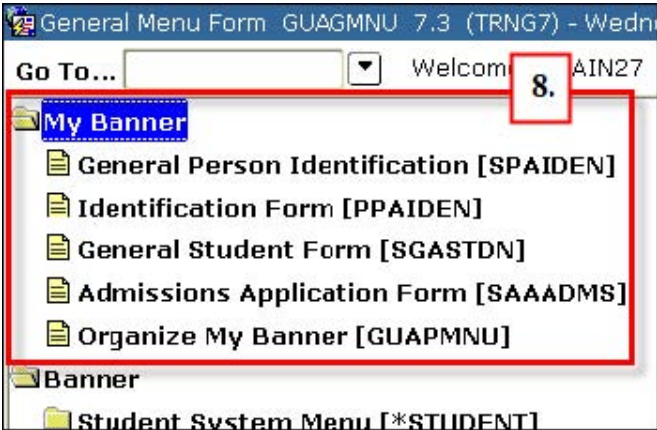 General Menu Form GUAGMNU 7.3 (TRNG7) - Wedn
Go To... Welcom AIN27
8.
My Banner
General Person Identification [SPAIDEN]
Identification Form [PPAIDEN]
General Student Form [SGASTDN]
Admissions Application Form [SAAADMS]
Organize My Banner [GUAPMNU]
Banner
Student System Menu [*STUDENT]